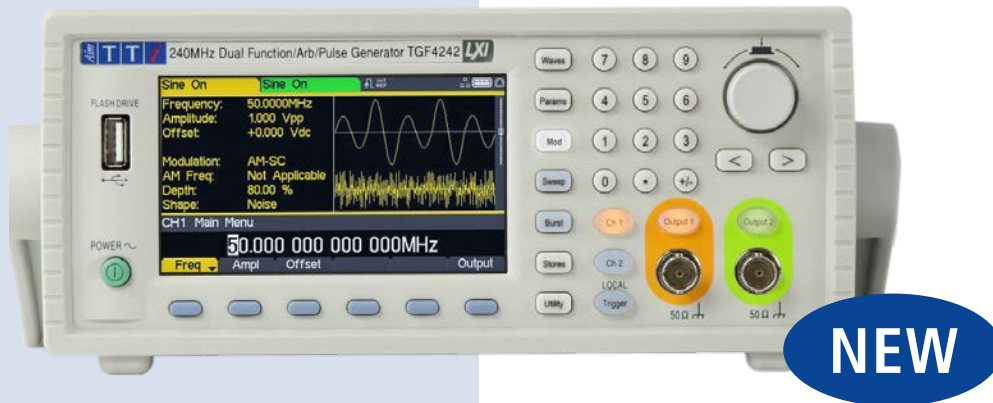 Aim TTi 240MHz Dual Function/Arb/Pulse Generator TGF4242 LXI
FLASH DRIVE
POWER
Sine On Sine On
Frequency: 50.0000MHz
Amplitude: 1.000 Vpp
Offset: +0.000 Vdc
Modulation: AM-SC
AM Freq: Not Applicable
Depth: 80.00 %
Shape: Noise
CH1 Main Menu
50.000 000 000 000MHz
Freq Ampl Offset Output
Waves 7 8 9
Params 4 5 6
Mod 1 2 3
< >
Sweep 0 • +/-
Burst Ch 1 Output 1 Output 2
Stores Ch 2
LOCAL
Utility Trigger
50 Ω 50 Ω
NEW